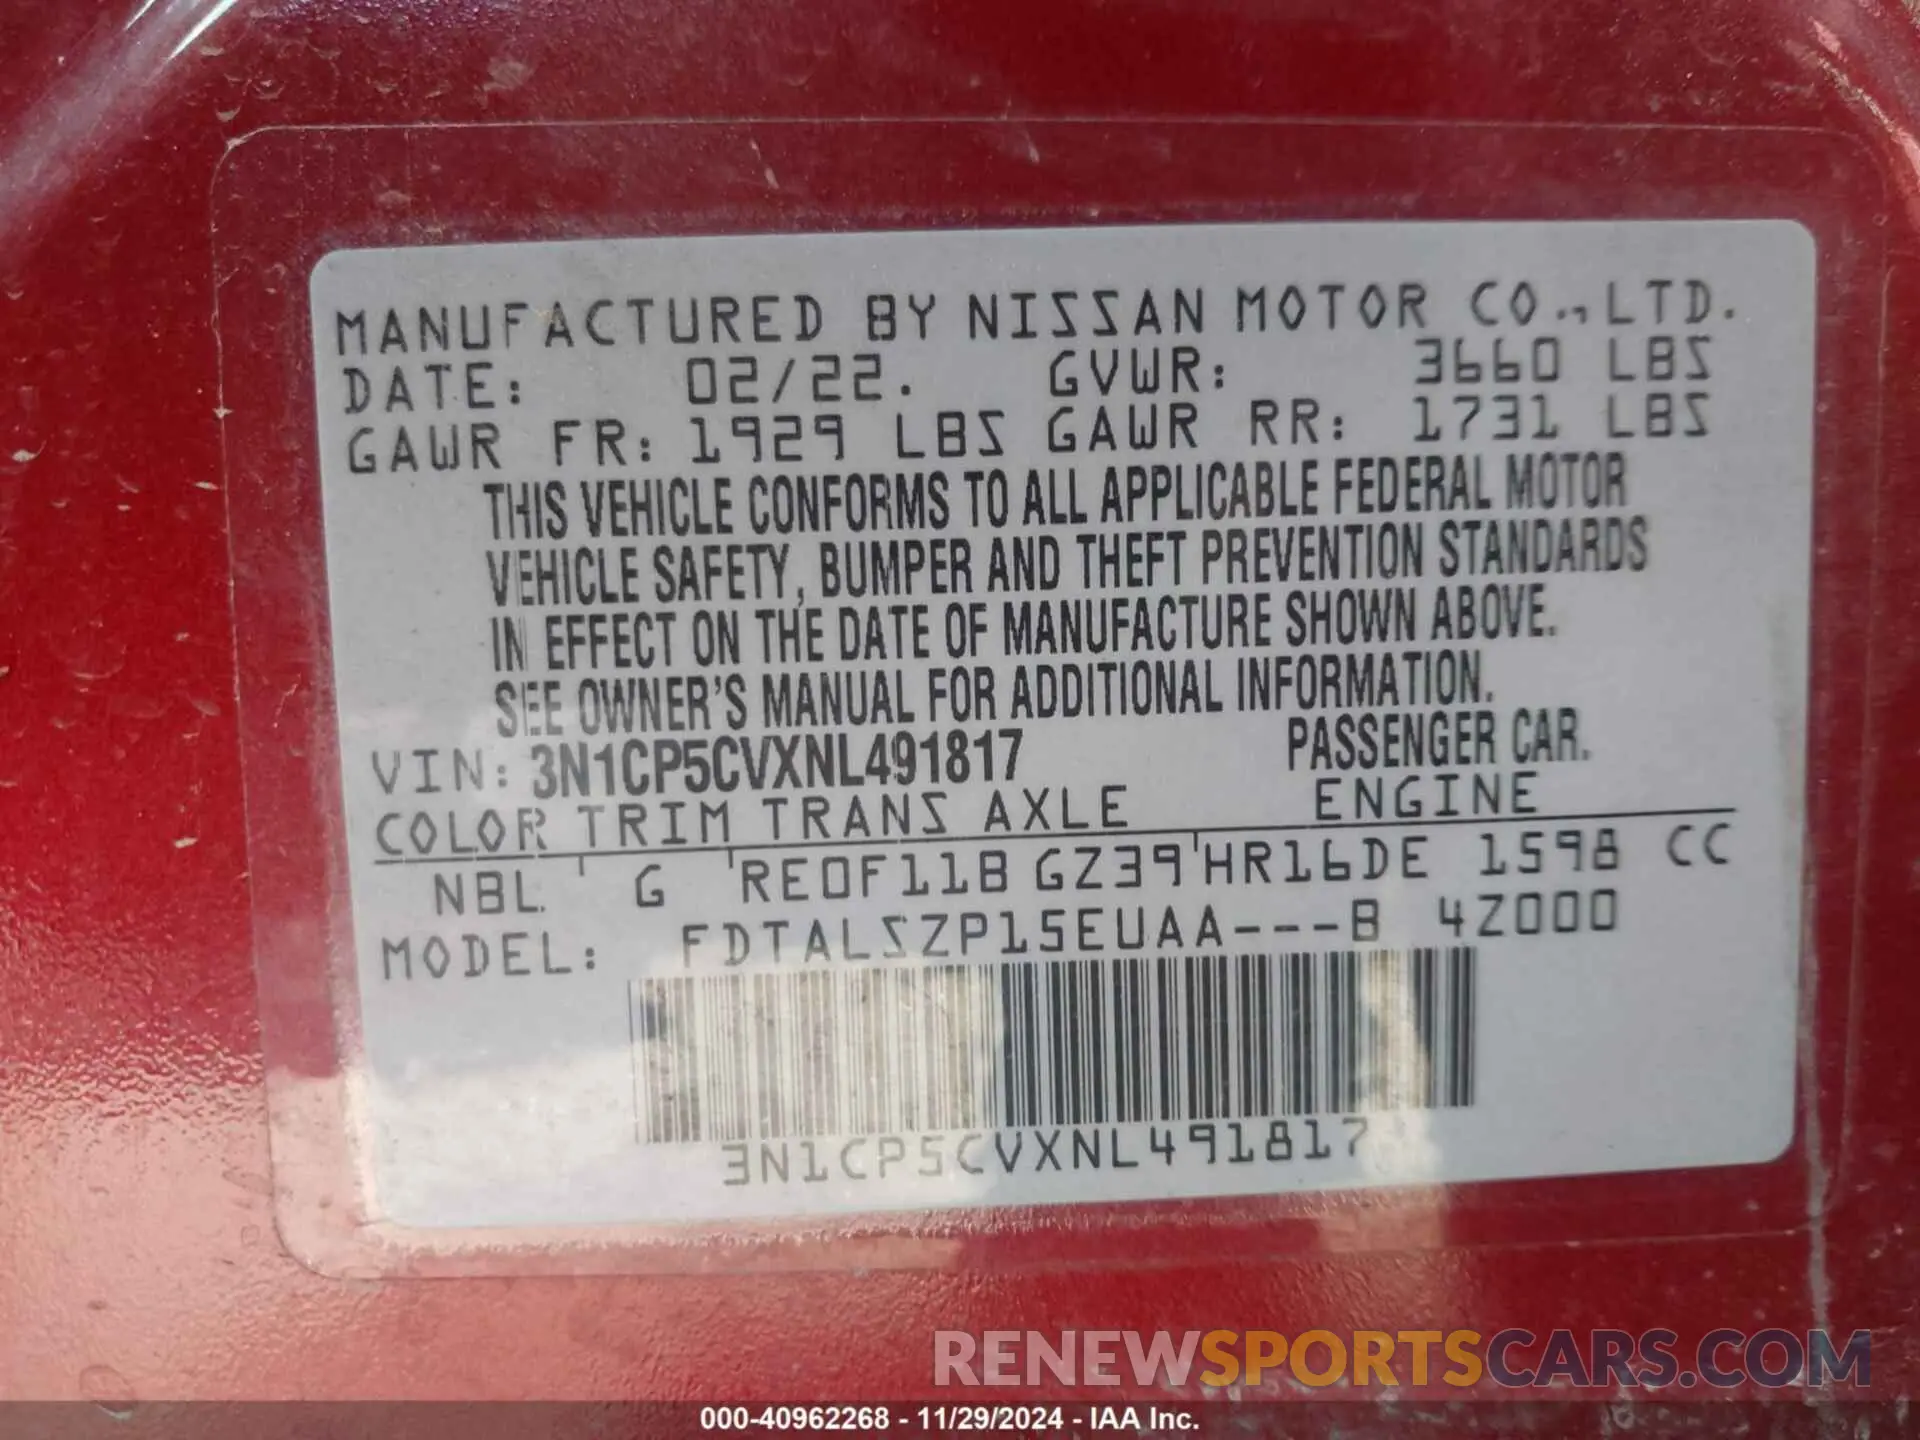 MANUFACTURED BY NISSAN MOTOR CO., LTD.
DATE: 02/22. GVWR: 3660 LBS
GAWR FR: 1929 LBS GAWR RR: 1731 LBS
THIS VEHICLE CONFORMS TO ALL APPLICABLE FEDERAL MOTOR
VEHICLE SAFETY, BUMPER AND THEFT PREVENTION STANDARDS
IN EFFECT ON THE DATE OF MANUFACTURE SHOWN ABOVE.
SEE OWNER'S MANUAL FOR ADDITIONAL INFORMATION.
VIN: 3N1CP5CVXNL491817 PASSENGER CAR.
COLOR TRIM TRANS AXLE ENGINE
NBL G RE0F11B GZ39 HR16DE 1598 CC
MODEL: FDTALSZP15EUAA---B 4Z000
3N1CP5CVXNL491817
RENEWSPORTSCARS.COM
000-40962268 - 11/29/2024 - IAA Inc.